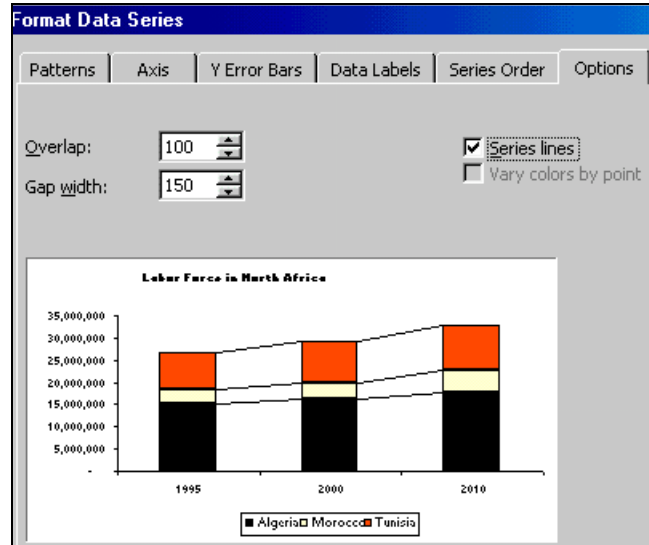 Format Data Series
Patterns Axis Y Error Bars Data Labels Series Order Options
Overlap: 100 Series lines
Gap width: 150 Vary colors by point
Labor Force in North Africa
35,000,000
30,000,000
25,000,000
20,000,000
15,000,000
10,000,000
5,000,000
-
1995 2000 2010
Algeria Morocco Tunisia